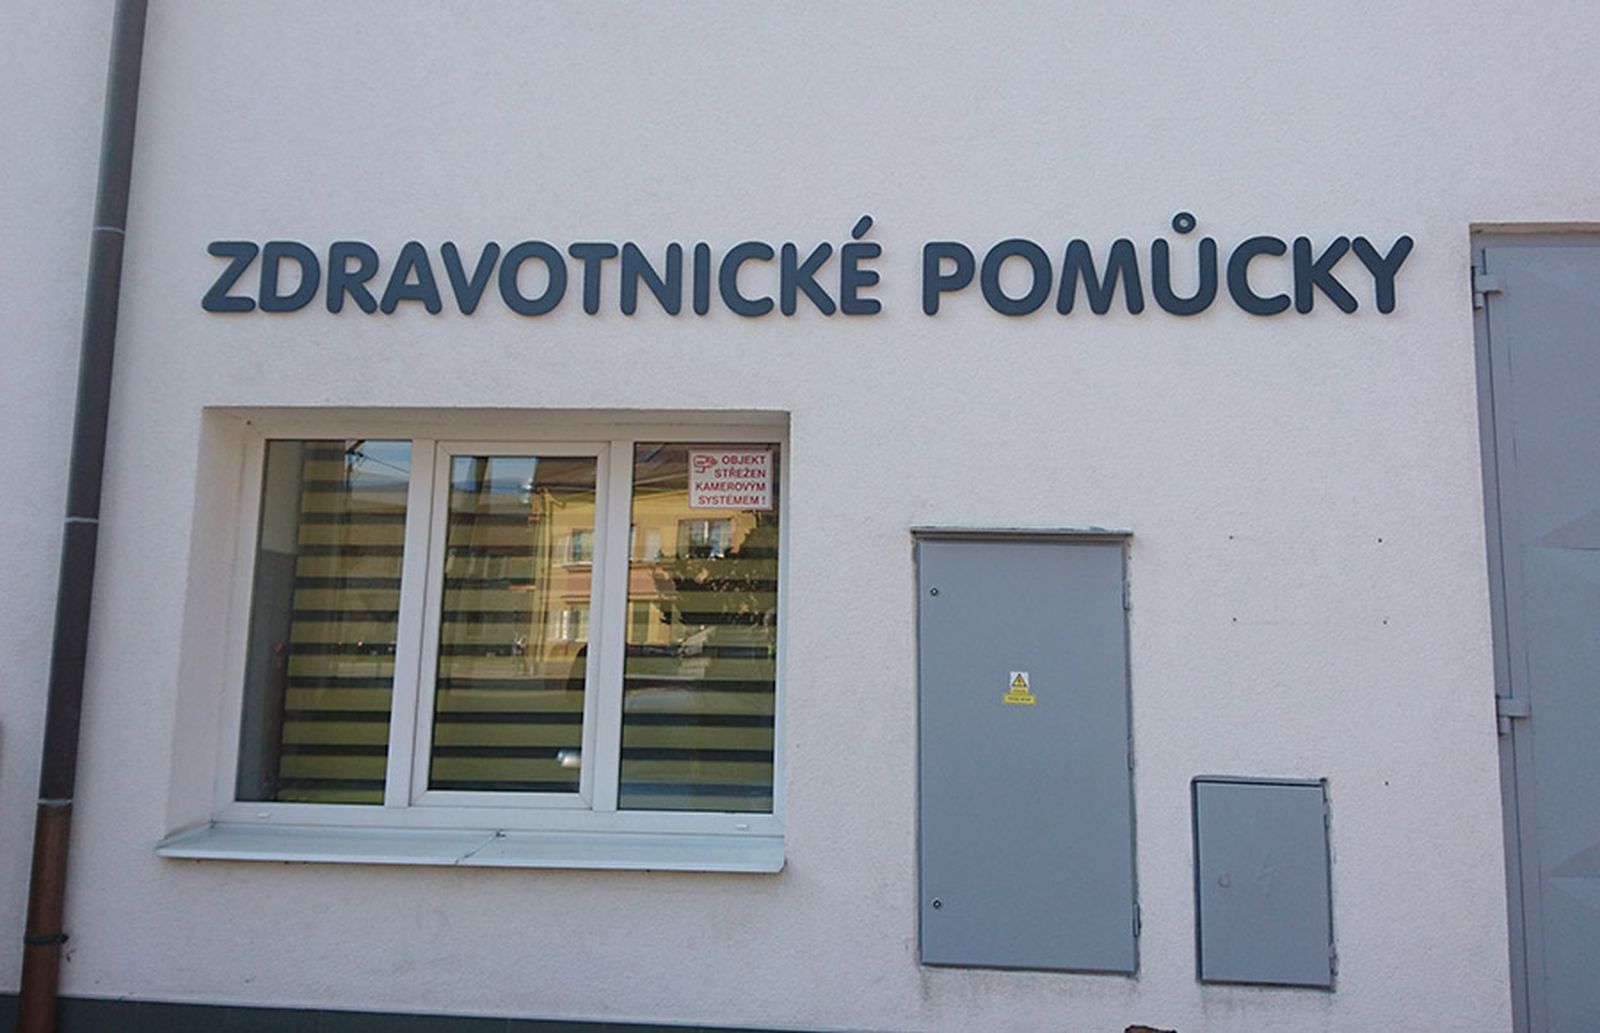 ZDRAVOTNICKÉ POMŮCKY
OBJEKT
STŘEŽEN
KAMEROVÝM
SYSTÉMEM !